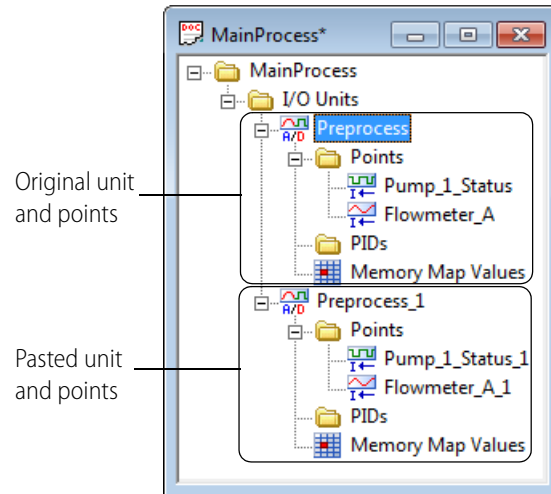 MainProcess*
MainProcess
I/O Units
A/D Preprocess
Points
Pump_1_Status
Flowmeter_A
PIDs
Memory Map Values
Original unit
and points
A/D Preprocess_1
Points
Pump_1_Status_1
Flowmeter_A_1
PIDs
Memory Map Values
Pasted unit
and points